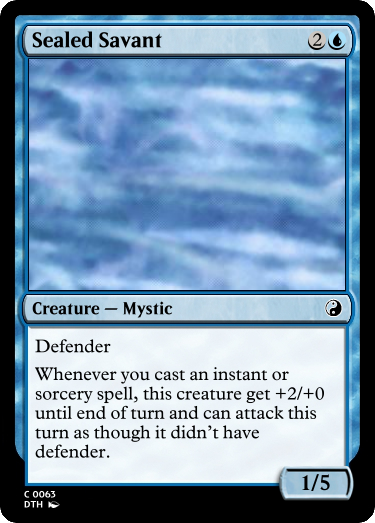 Sealed Savant 2
Creature — Mystic
Defender
Whenever you cast an instant or
sorcery spell, this creature get +2/+0
until end of turn and can attack this
turn as though it didn't have
defender.
1/5
C 0063
DTH